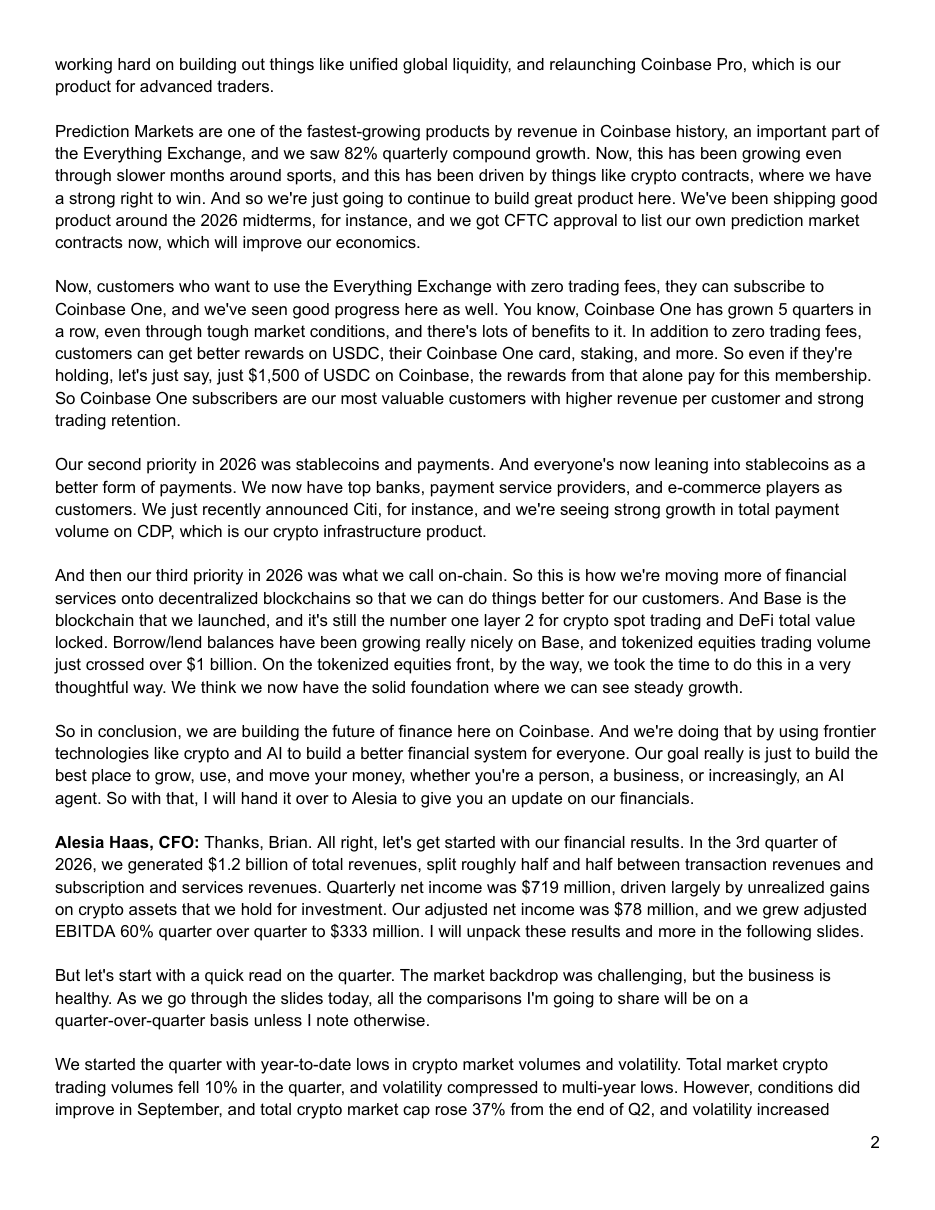 working hard on building out things like unified global liquidity, and relaunching Coinbase Pro, which is our
product for advanced traders.
Prediction Markets are one of the fastest-growing products by revenue in Coinbase history, an important part of
the Everything Exchange, and we saw 82% quarterly compound growth. Now, this has been growing even
through slower months around sports, and this has been driven by things like crypto contracts, where we have
a strong right to win. And so we're just going to continue to build great product here. We've been shipping good
product around the 2026 midterms, for instance, and we got CFTC approval to list our own prediction market
contracts now, which will improve our economics.
Now, customers who want to use the Everything Exchange with zero trading fees, they can subscribe to
Coinbase One, and we've seen good progress here as well. You know, Coinbase One has grown 5 quarters in
a row, even through tough market conditions, and there's lots of benefits to it. In addition to zero trading fees,
customers can get better rewards on USDC, their Coinbase One card, staking, and more. So even if they're
holding, let's just say, just $1,500 of USDC on Coinbase, the rewards from that alone pay for this membership.
So Coinbase One subscribers are our most valuable customers with higher revenue per customer and strong
trading retention.
Our second priority in 2026 was stablecoins and payments. And everyone's now leaning into stablecoins as a
better form of payments. We now have top banks, payment service providers, and e-commerce players as
customers. We just recently announced Citi, for instance, and we're seeing strong growth in total payment
volume on CDP, which is our crypto infrastructure product.
And then our third priority in 2026 was what we call on-chain. So this is how we're moving more of financial
services onto decentralized blockchains so that we can do things better for our customers. And Base is the
blockchain that we launched, and it's still the number one layer 2 for crypto spot trading and DeFi total value
locked. Borrow/lend balances have been growing really nicely on Base, and tokenized equities trading volume
just crossed over $1 billion. On the tokenized equities front, by the way, we took the time to do this in a very
thoughtful way. We think we now have the solid foundation where we can see steady growth.
So in conclusion, we are building the future of finance here on Coinbase. And we're doing that by using frontier
technologies like crypto and AI to build a better financial system for everyone. Our goal really is just to build the
best place to grow, use, and move your money, whether you're a person, a business, or increasingly, an AI
agent. So with that, I will hand it over to Alesia to give you an update on our financials.
Alesia Haas, CFO: Thanks, Brian. All right, let's get started with our financial results. In the 3rd quarter of
2026, we generated $1.2 billion of total revenues, split roughly half and half between transaction revenues and
subscription and services revenues. Quarterly net income was $719 million, driven largely by unrealized gains
on crypto assets that we hold for investment. Our adjusted net income was $78 million, and we grew adjusted
EBITDA 60% quarter over quarter to $333 million. I will unpack these results and more in the following slides.
But let's start with a quick read on the quarter. The market backdrop was challenging, but the business is
healthy. As we go through the slides today, all the comparisons I'm going to share will be on a
quarter-over-quarter basis unless I note otherwise.
We started the quarter with year-to-date lows in crypto market volumes and volatility. Total market crypto
trading volumes fell 10% in the quarter, and volatility compressed to multi-year lows. However, conditions did
improve in September, and total crypto market cap rose 37% from the end of Q2, and volatility increased
2